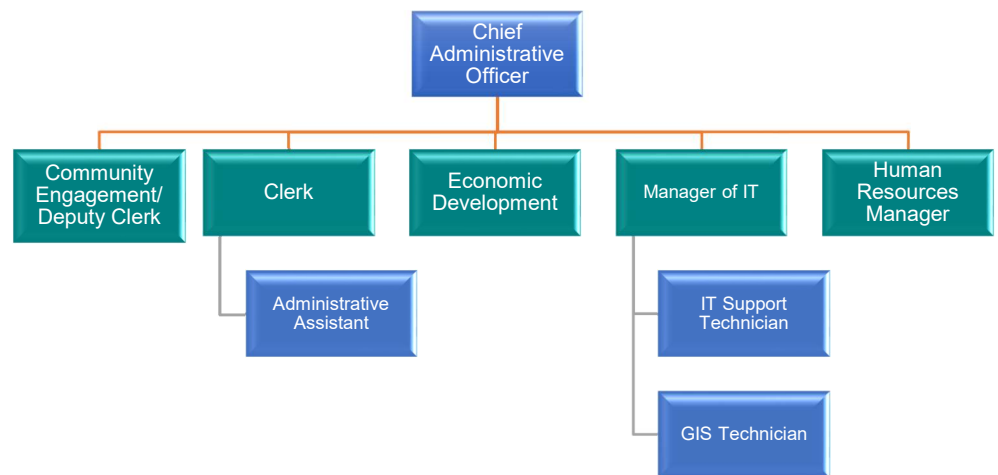 Chief
Administrative
Officer
Community
Engagement/
Deputy Clerk
Clerk
Economic
Development
Manager of IT
Human
Resources
Manager
Administrative
Assistant
IT Support
Technician
GIS Technician